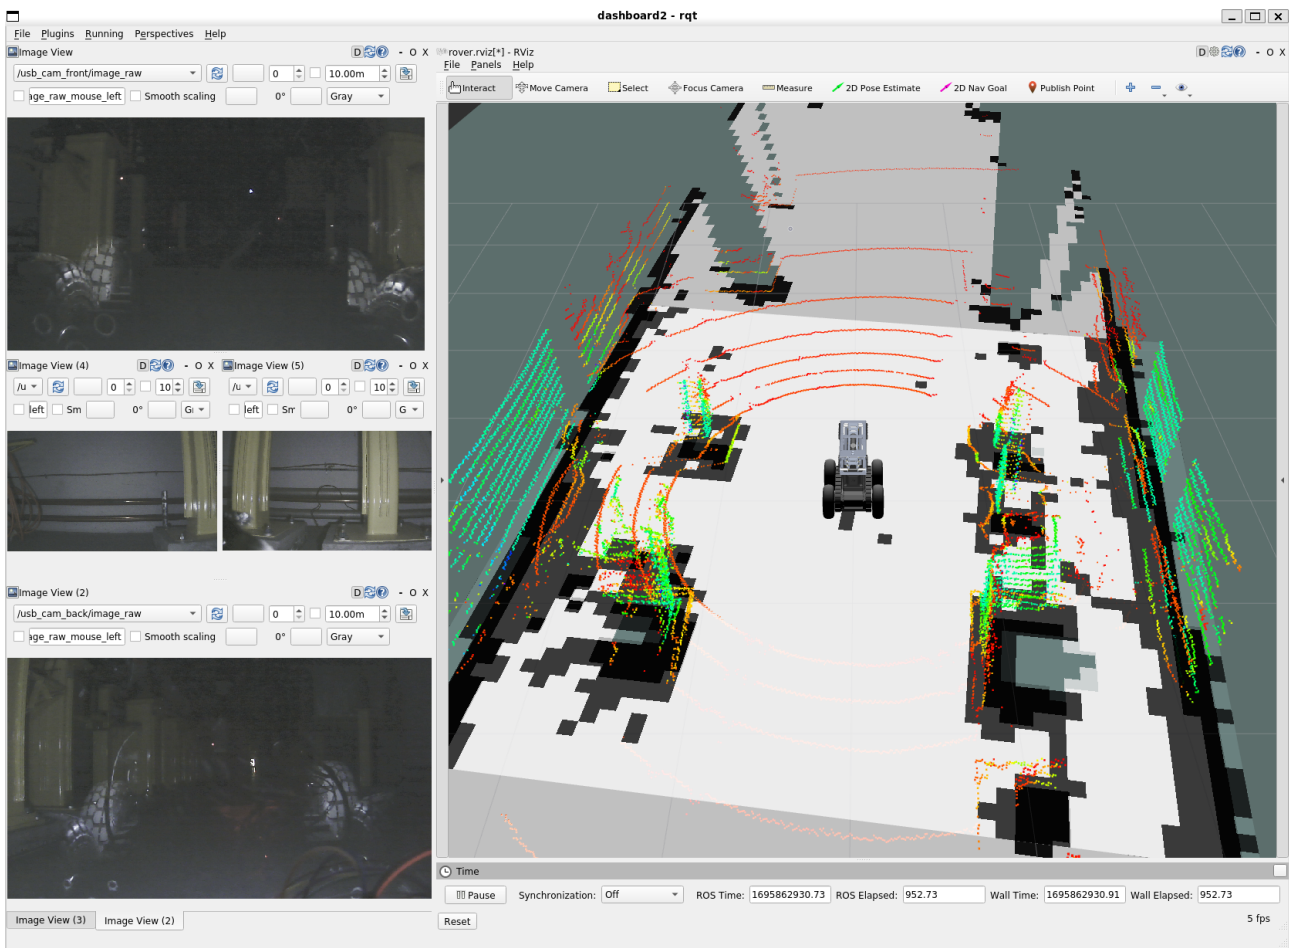 dashboard2 - rqt
File Plugins Running Perspectives Help
Image View D - O X
/usb_cam_front/image_raw 0 10.00m
age_raw_mouse_left Smooth scaling 0° Gray
Image View (4) D - O X
/u 0 10
left Sm 0°
Image View (5) D - O X
/u 0 10
left Sm 0° G
Image View (2) D - O X
/usb_cam_back/image_raw 0 10.00m
age_raw_mouse_left Smooth scaling 0° Gray
Image View (3) Image View (2)
rover.rviz[*] - RViz D - O X
File Panels Help
Interact Move Camera Select Focus Camera Measure 2D Pose Estimate 2D Nav Goal Publish Point
Time
Pause Synchronization: Off ROS Time: 1695862930.73 ROS Elapsed: 952.73 Wall Time: 1695862930.91 Wall Elapsed: 952.73
Reset 5 fps